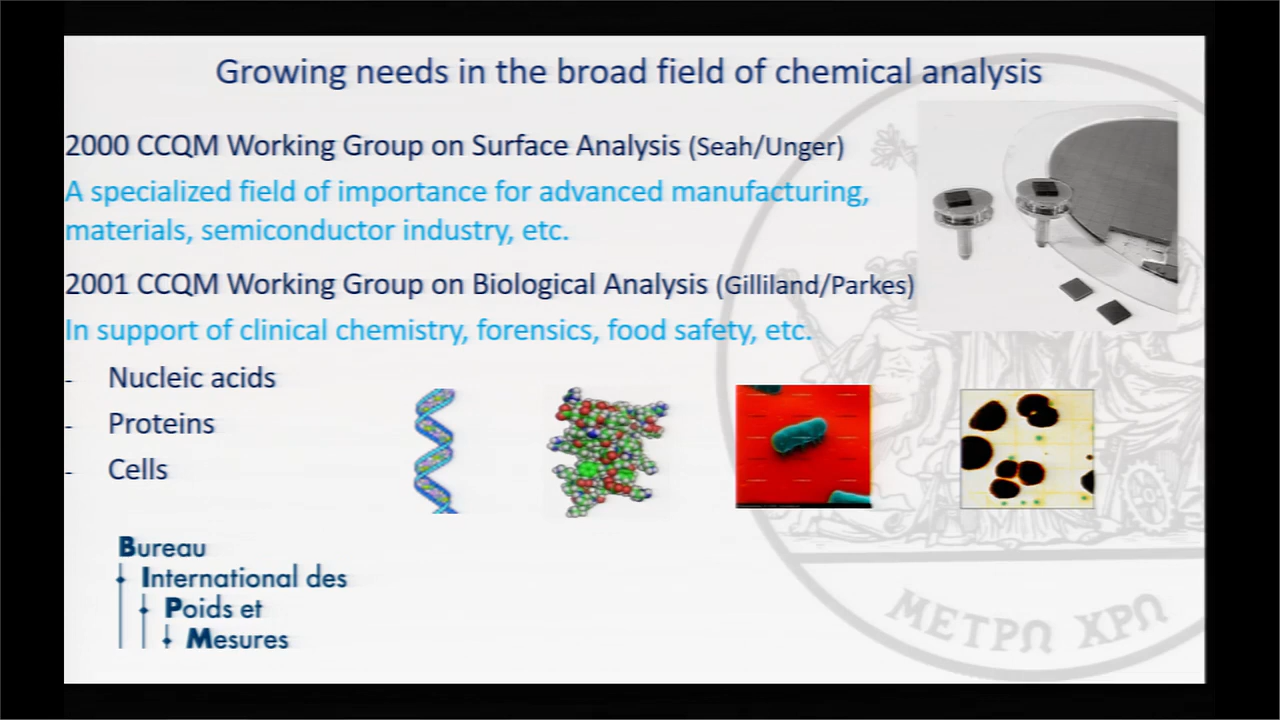 Growing needs in the broad field of chemical analysis
2000 CCQM Working Group on Surface Analysis (Seah/Unger)
A specialized field of importance for advanced manufacturing,
materials, semiconductor industry, etc.
2001 CCQM Working Group on Biological Analysis (Gilliland/Parkes)
In support of clinical chemistry, forensics, food safety, etc.
- Nucleic acids
- Proteins
- Cells
Bureau
International des
Poids et
Mesures
ΜΕΤΡΩ ΧΡΩ